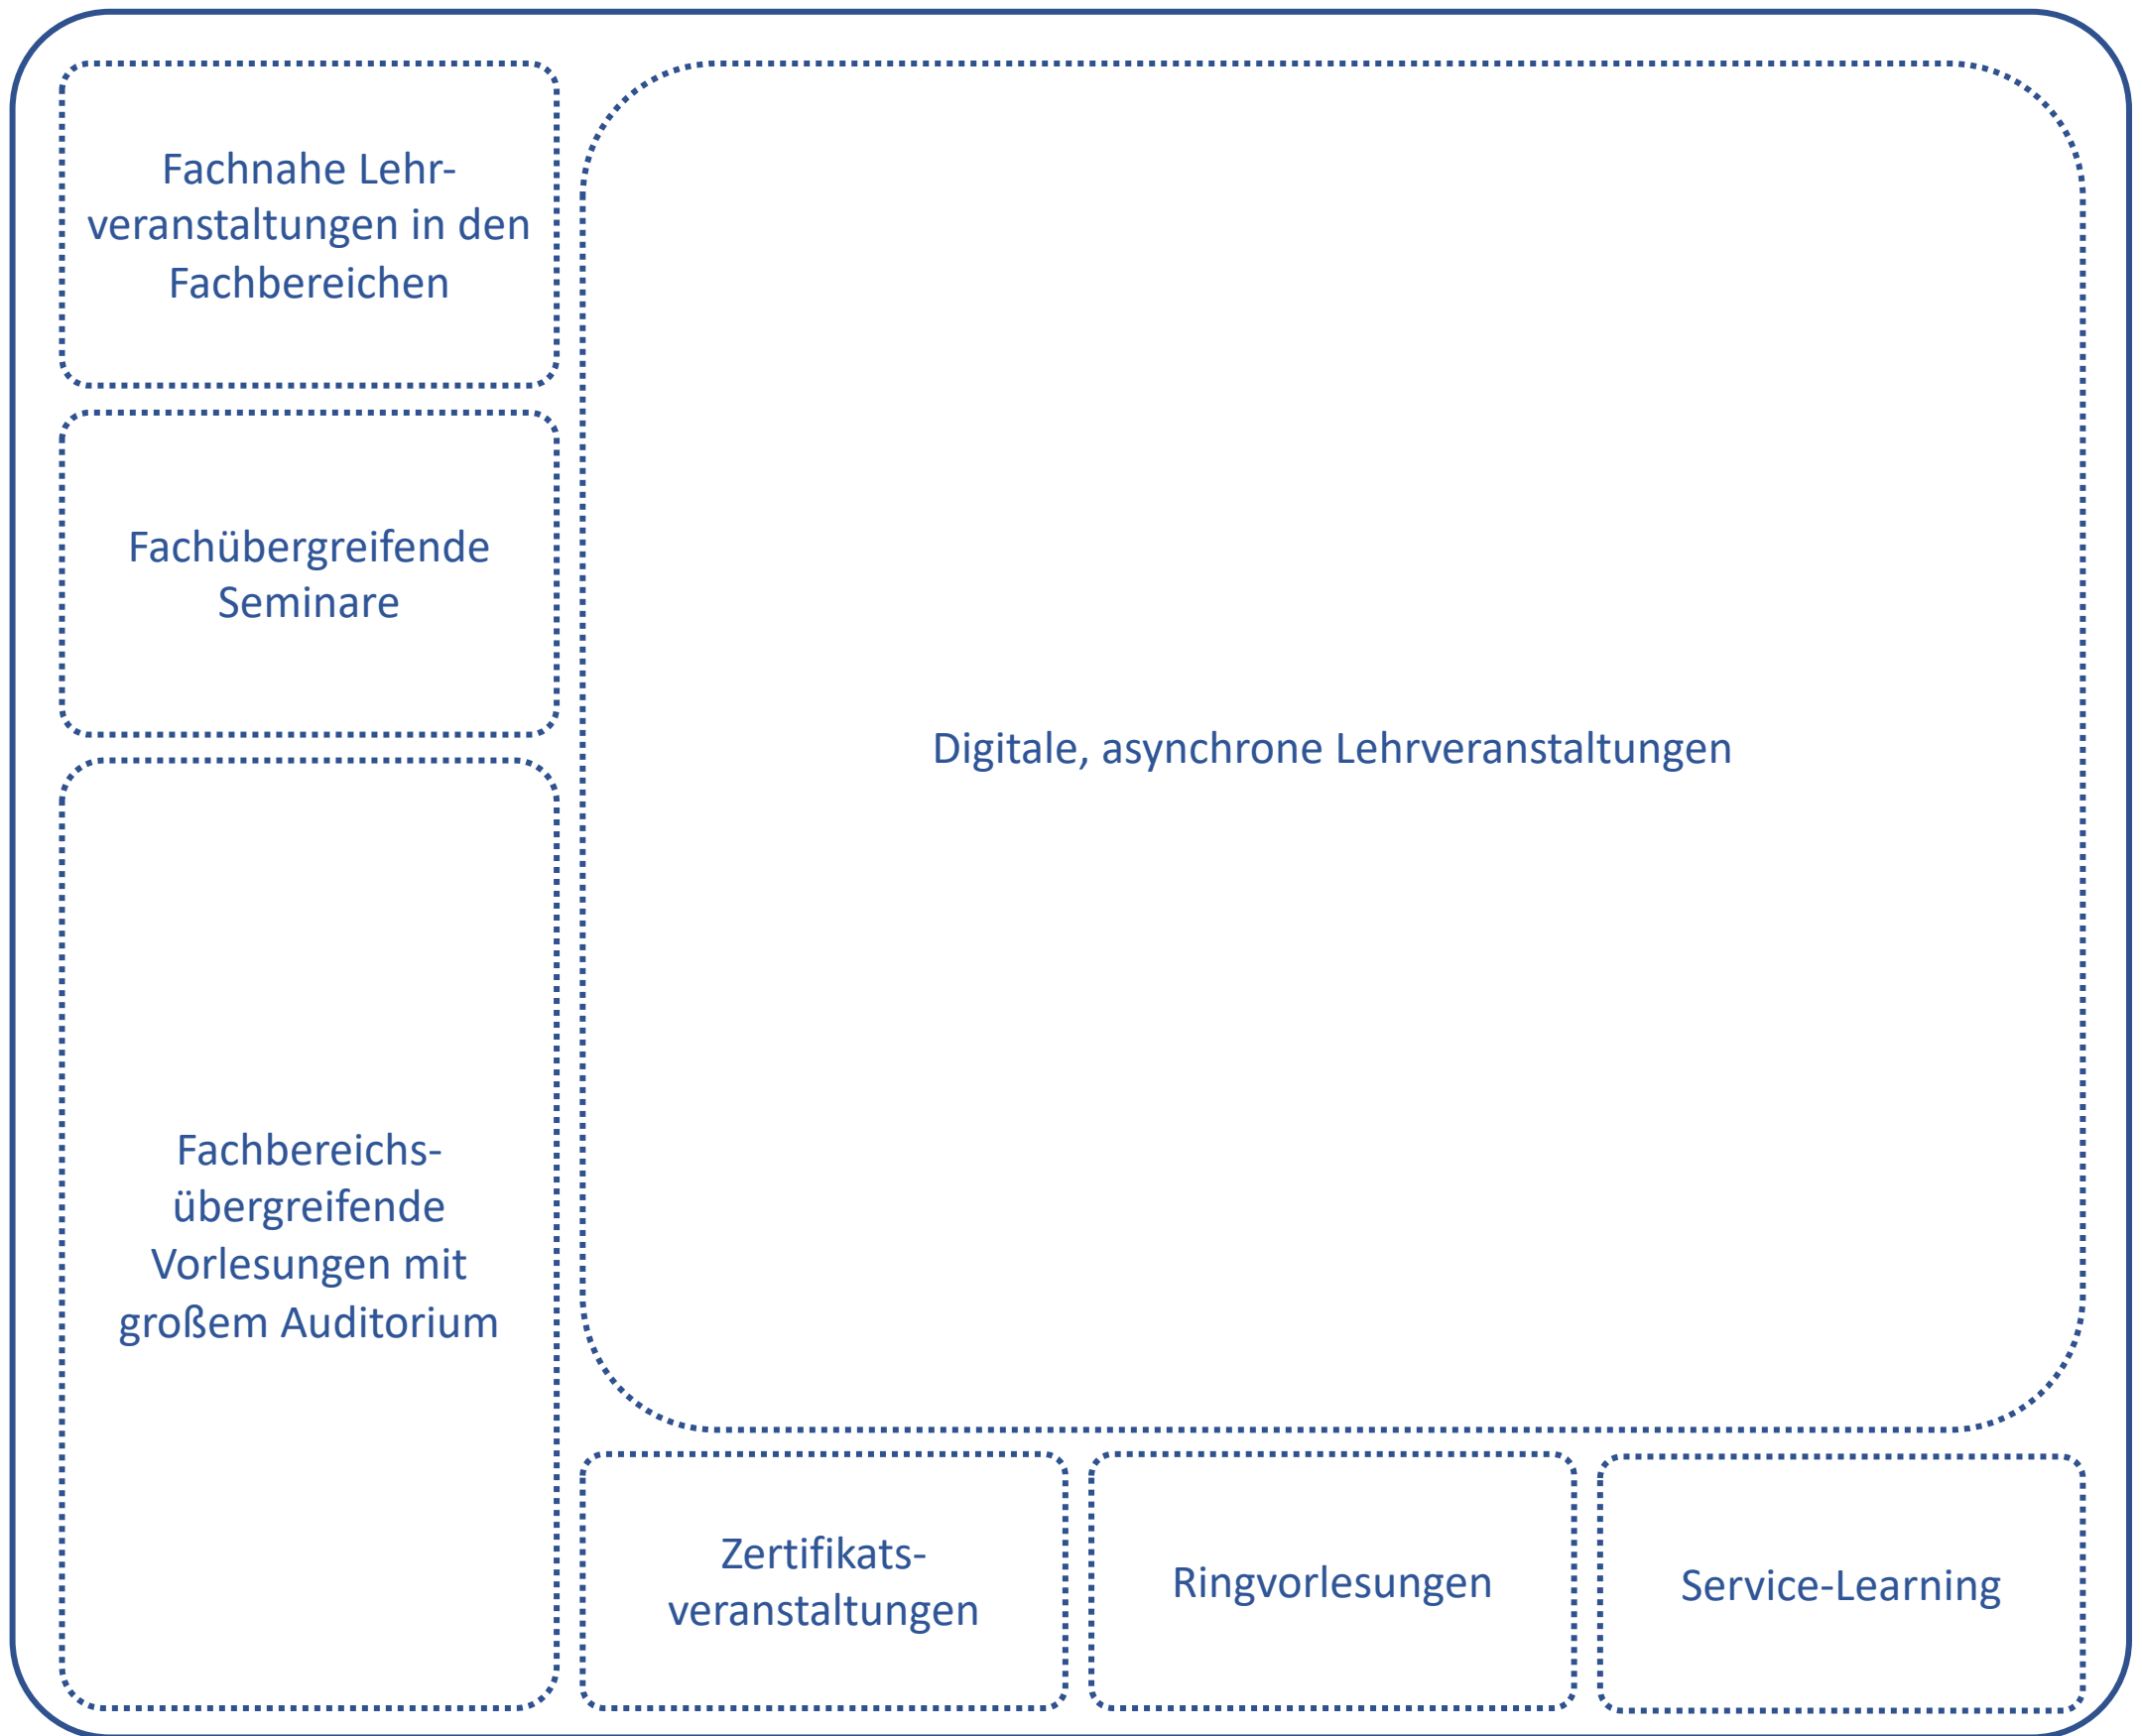 Fachnahe Lehr-
veranstaltungen in den
Fachbereichen
Fachübergreifende
Seminare
Fachbereichs-
übergreifende
Vorlesungen mit
großem Auditorium
Digitale, asynchrone Lehrveranstaltungen
Zertifikats-
veranstaltungen
Ringvorlesungen
Service-Learning